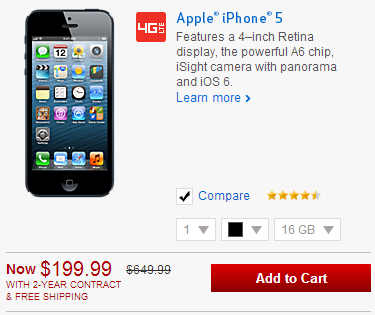 4G LTE
Apple® iPhone® 5
Features a 4–inch Retina
display, the powerful A6 chip,
iSight camera with panorama
and iOS 6.
Learn more ›
Compare
1
16 GB
Now $199.99 $649.99
WITH 2-YEAR CONTRACT
& FREE SHIPPING
Add to Cart